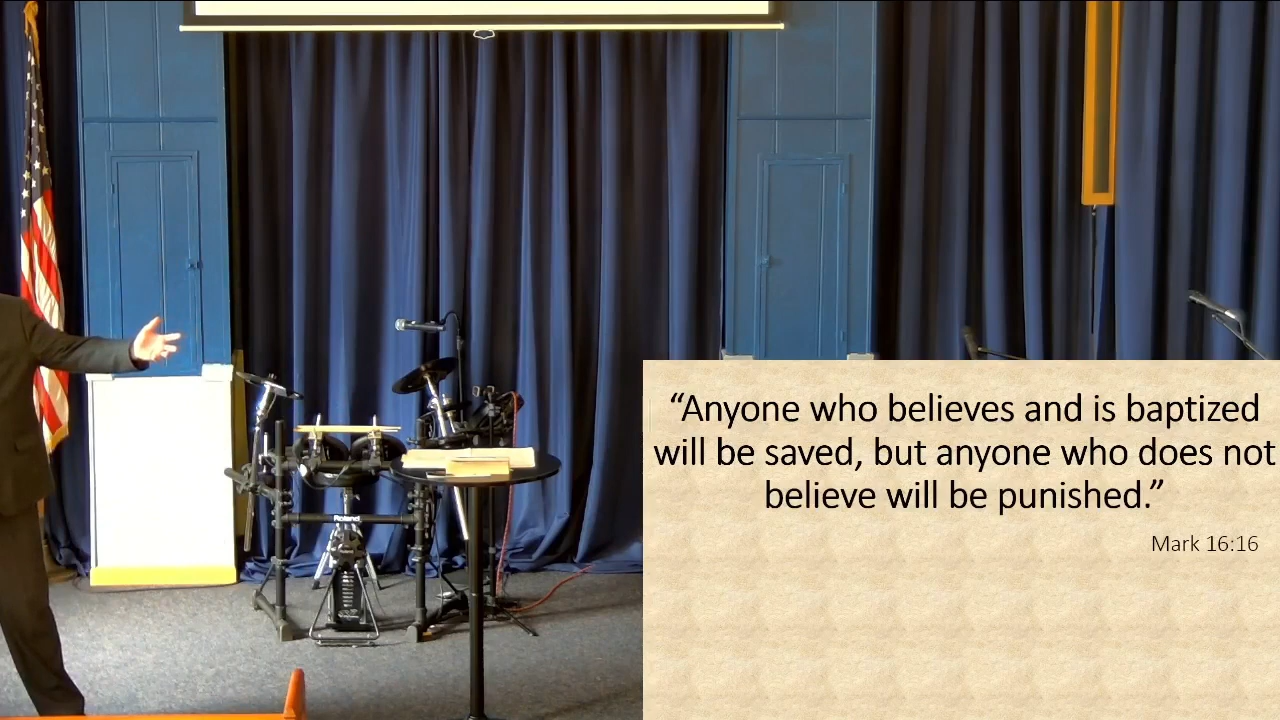 “Anyone who believes and is baptized
will be saved, but anyone who does not
believe will be punished.”
Mark 16:16
Roland